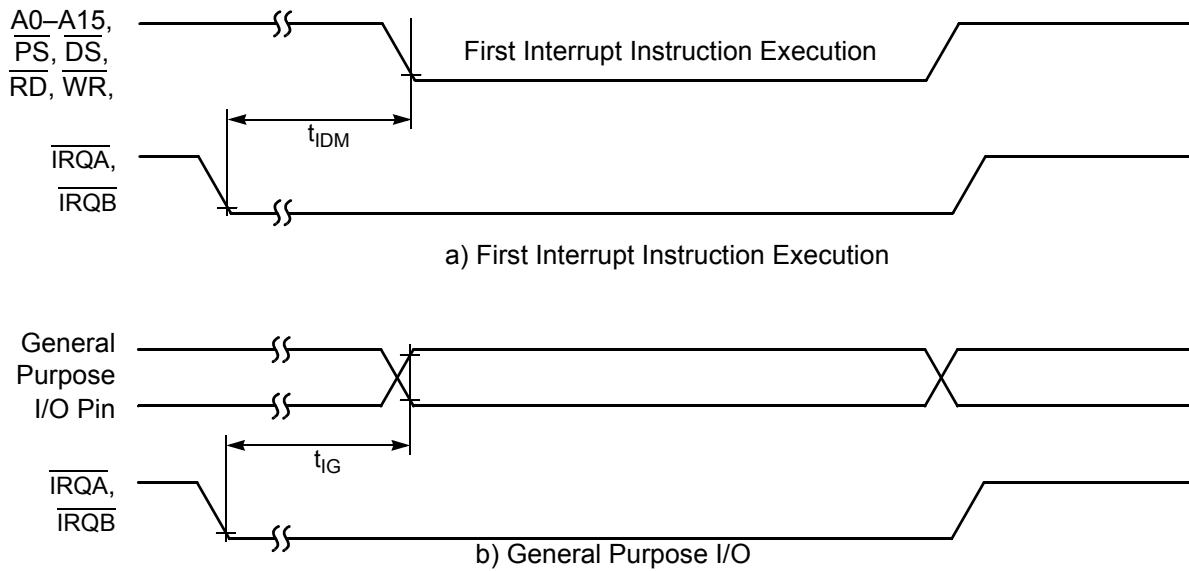 A0–A15,
PS, DS,
RD, WR,
First Interrupt Instruction Execution
tIDM
IRQA,
IRQB
a) First Interrupt Instruction Execution
General
Purpose
I/O Pin
tIG
IRQA,
IRQB
b) General Purpose I/O